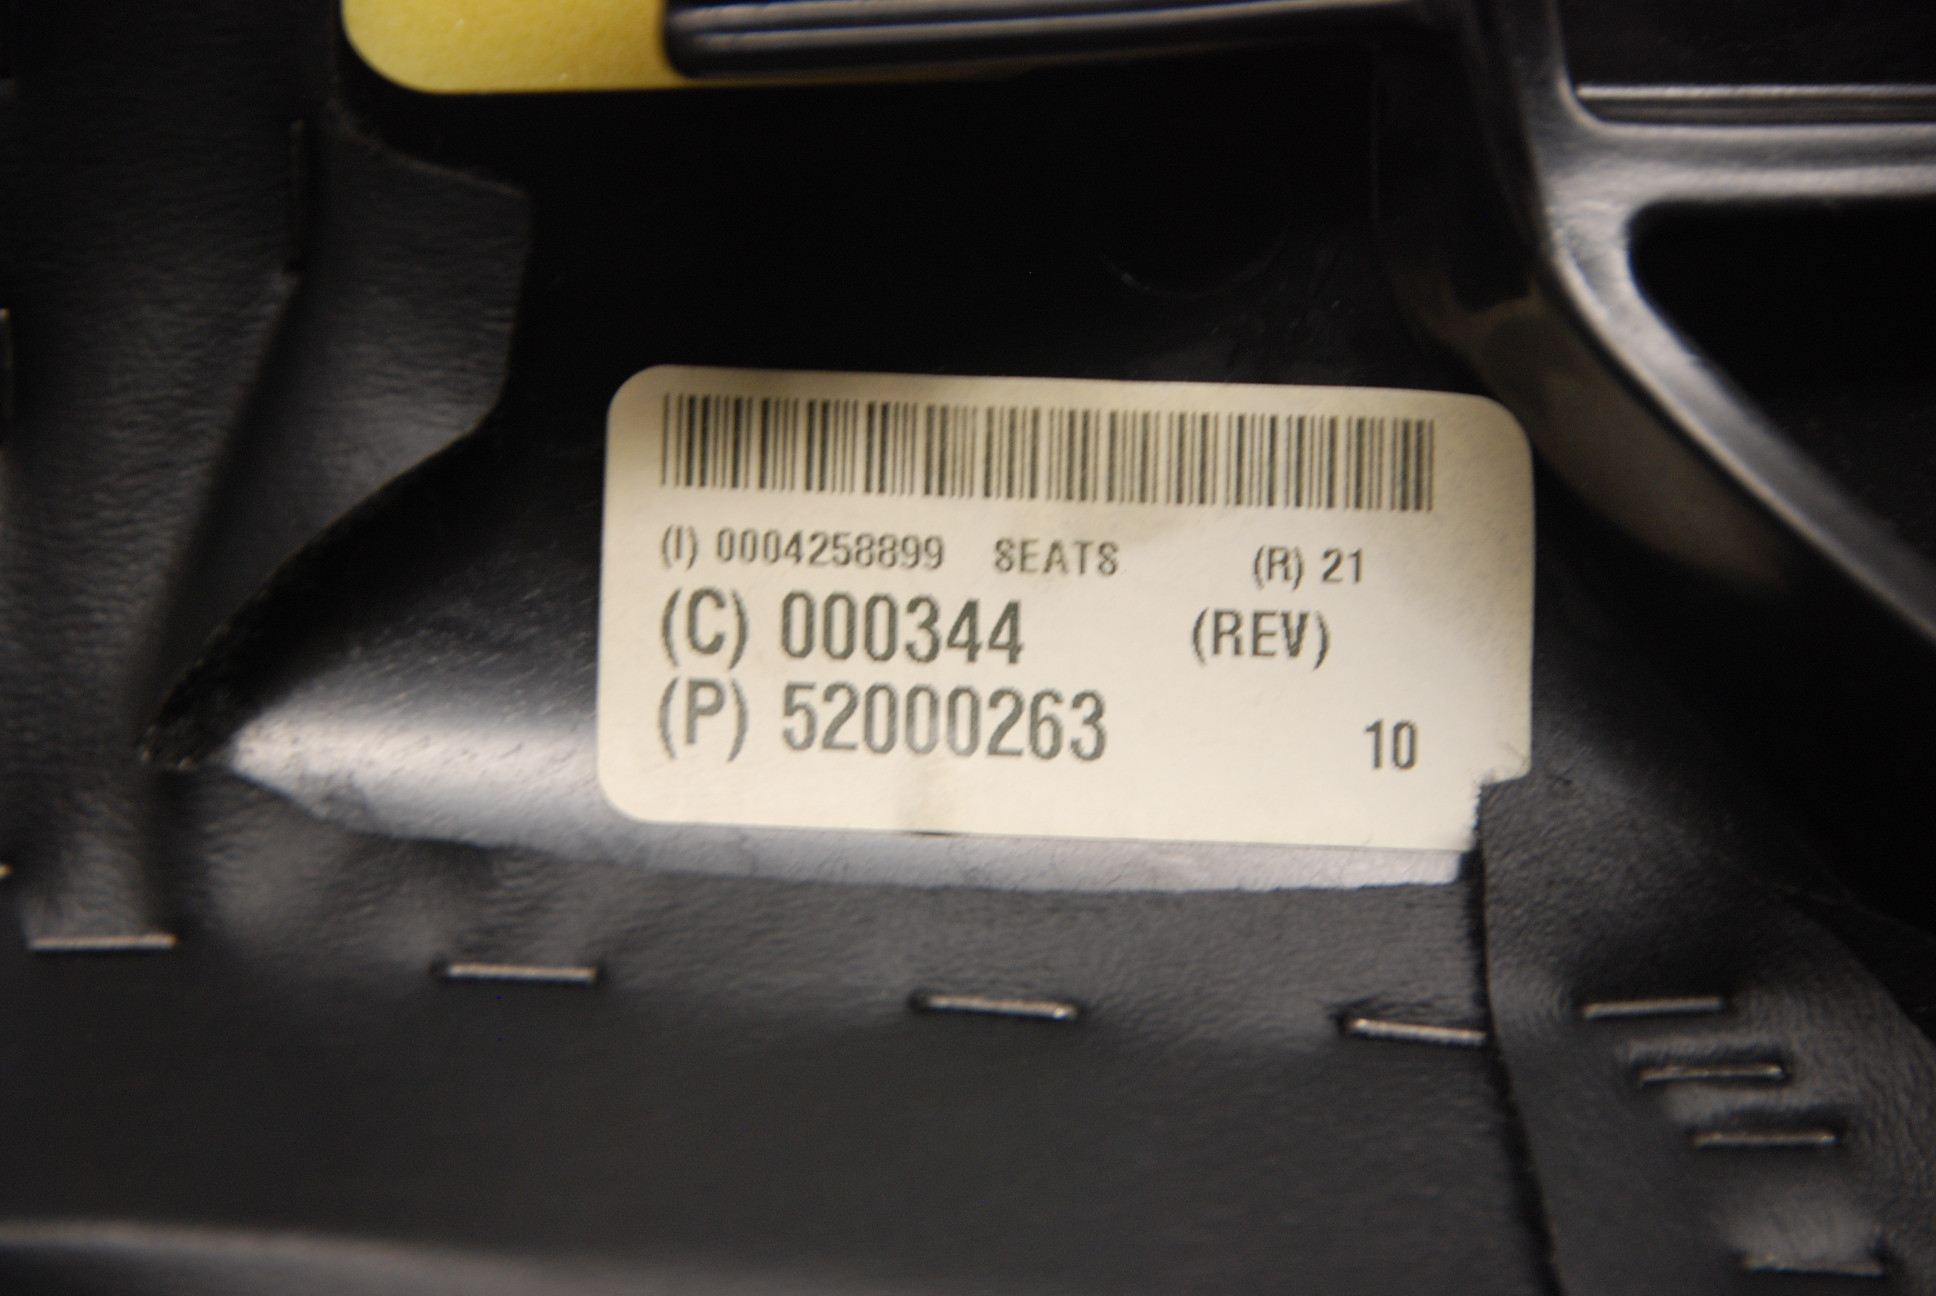 (I) 0004258899 SEATS (R) 21
(C) 000344 (REV)
(P) 52000263 10